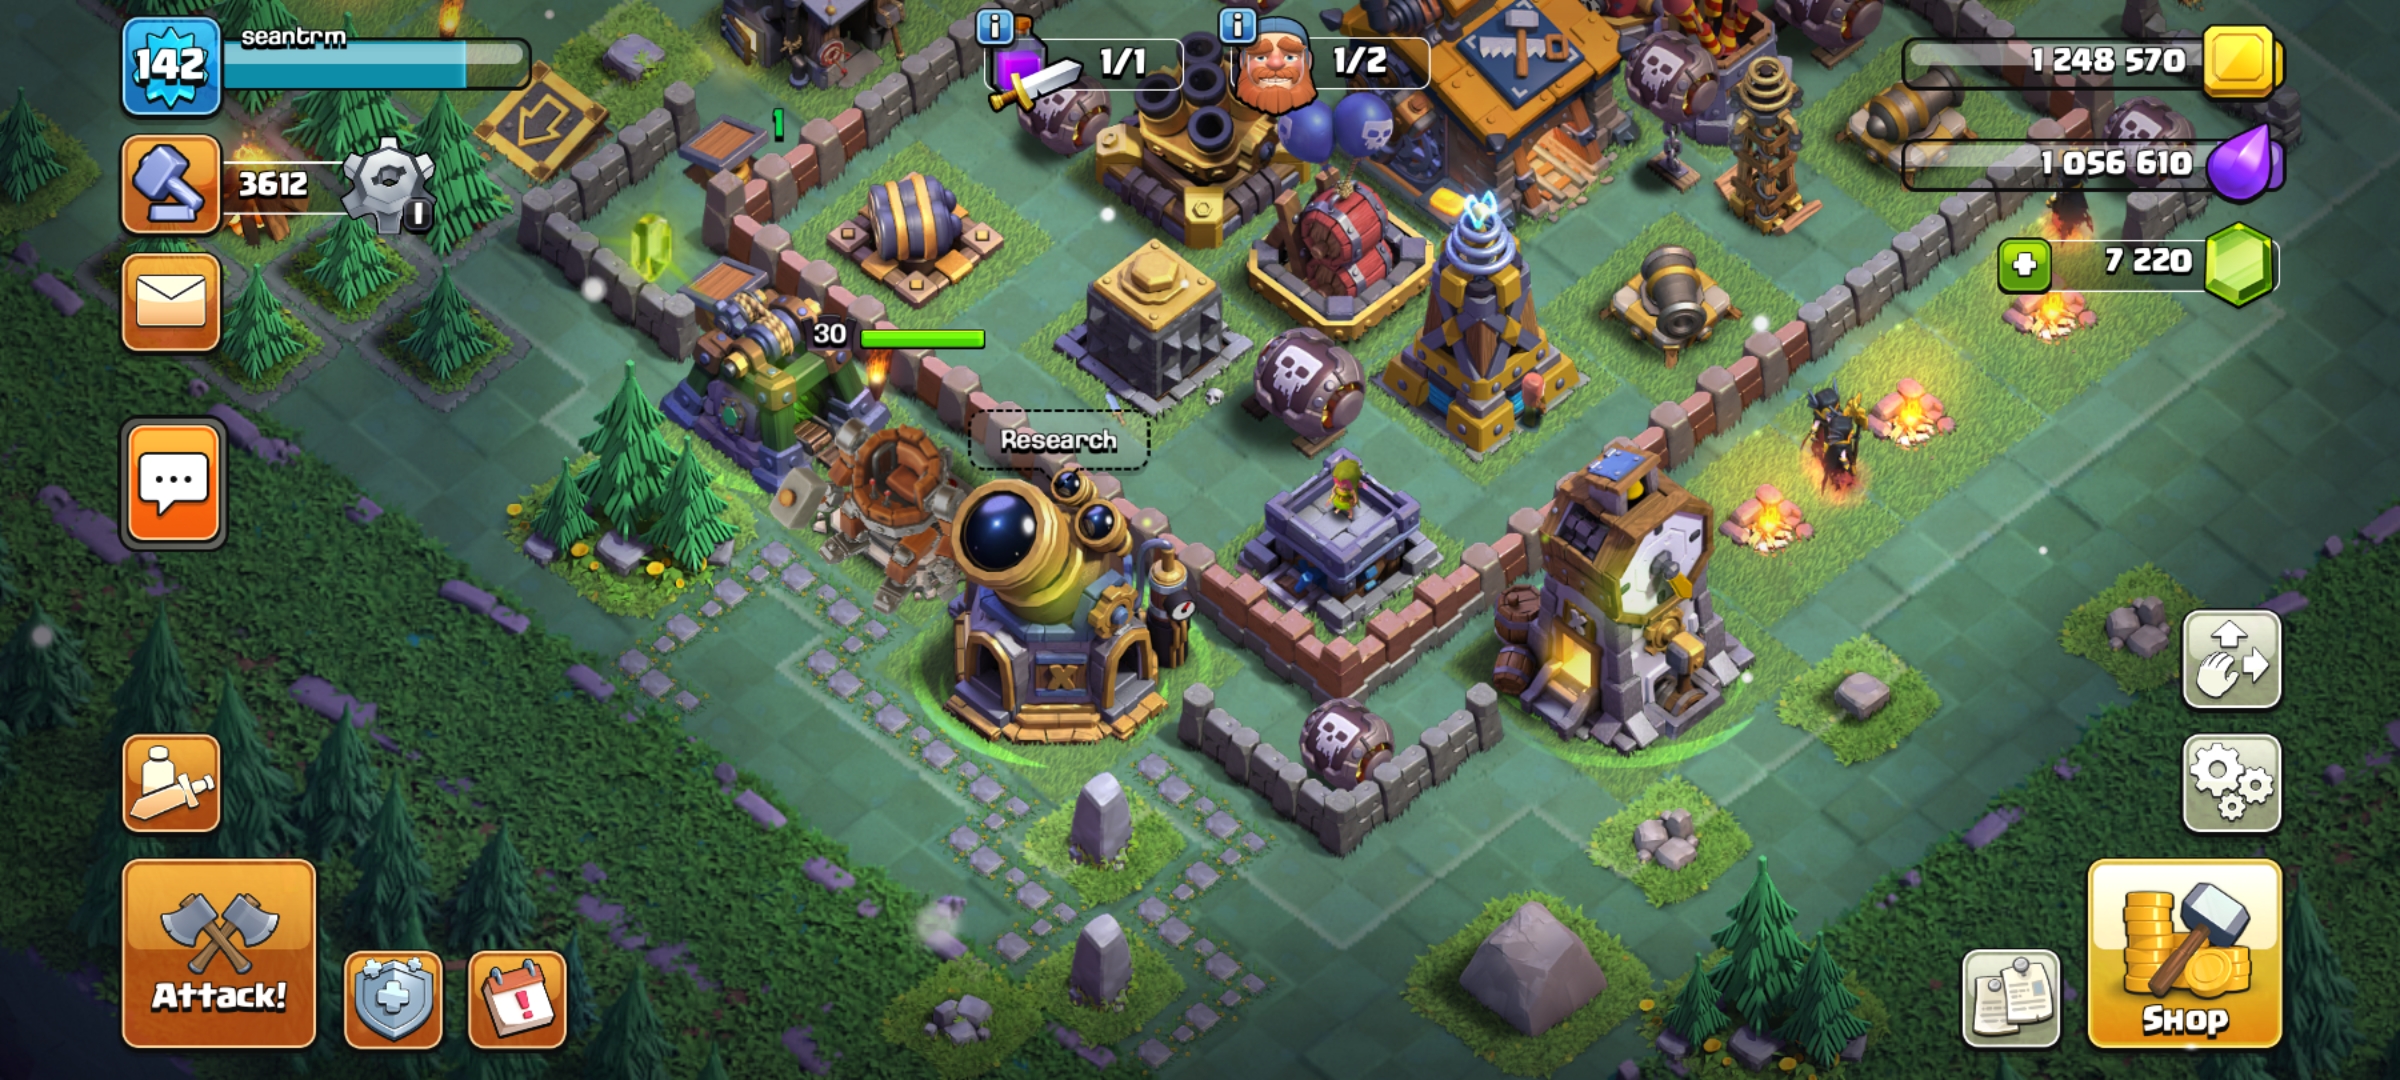 142
seantrm
i
1/1
i
1/2
1 248 570
3612
I
1
1 056 610
7 220
30
Research
Attack!
Shop